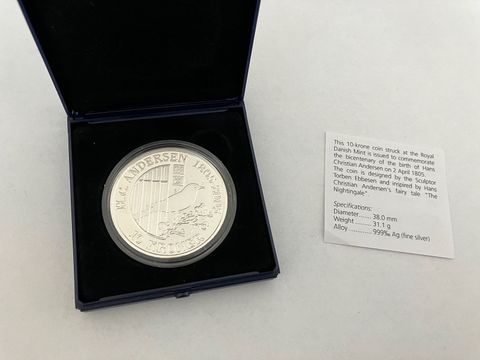 H.C. ANDERSEN 1805
10 KRONER
This 10-krone coin struck at the Royal
Danish Mint is issued to commemorate
the bicentenary of the birth of Hans
Christian Andersen on 2 April 1805.
The coin is designed by the Sculptor
Torben Ebbesen and inspired by Hans
Christian Andersen's fairy tale "The
Nightingale"
Specifications:
Diameter....... 38.0 mm
Weight .......... 31.1 g
Alloy ............. 999‰ Ag (fine silver)